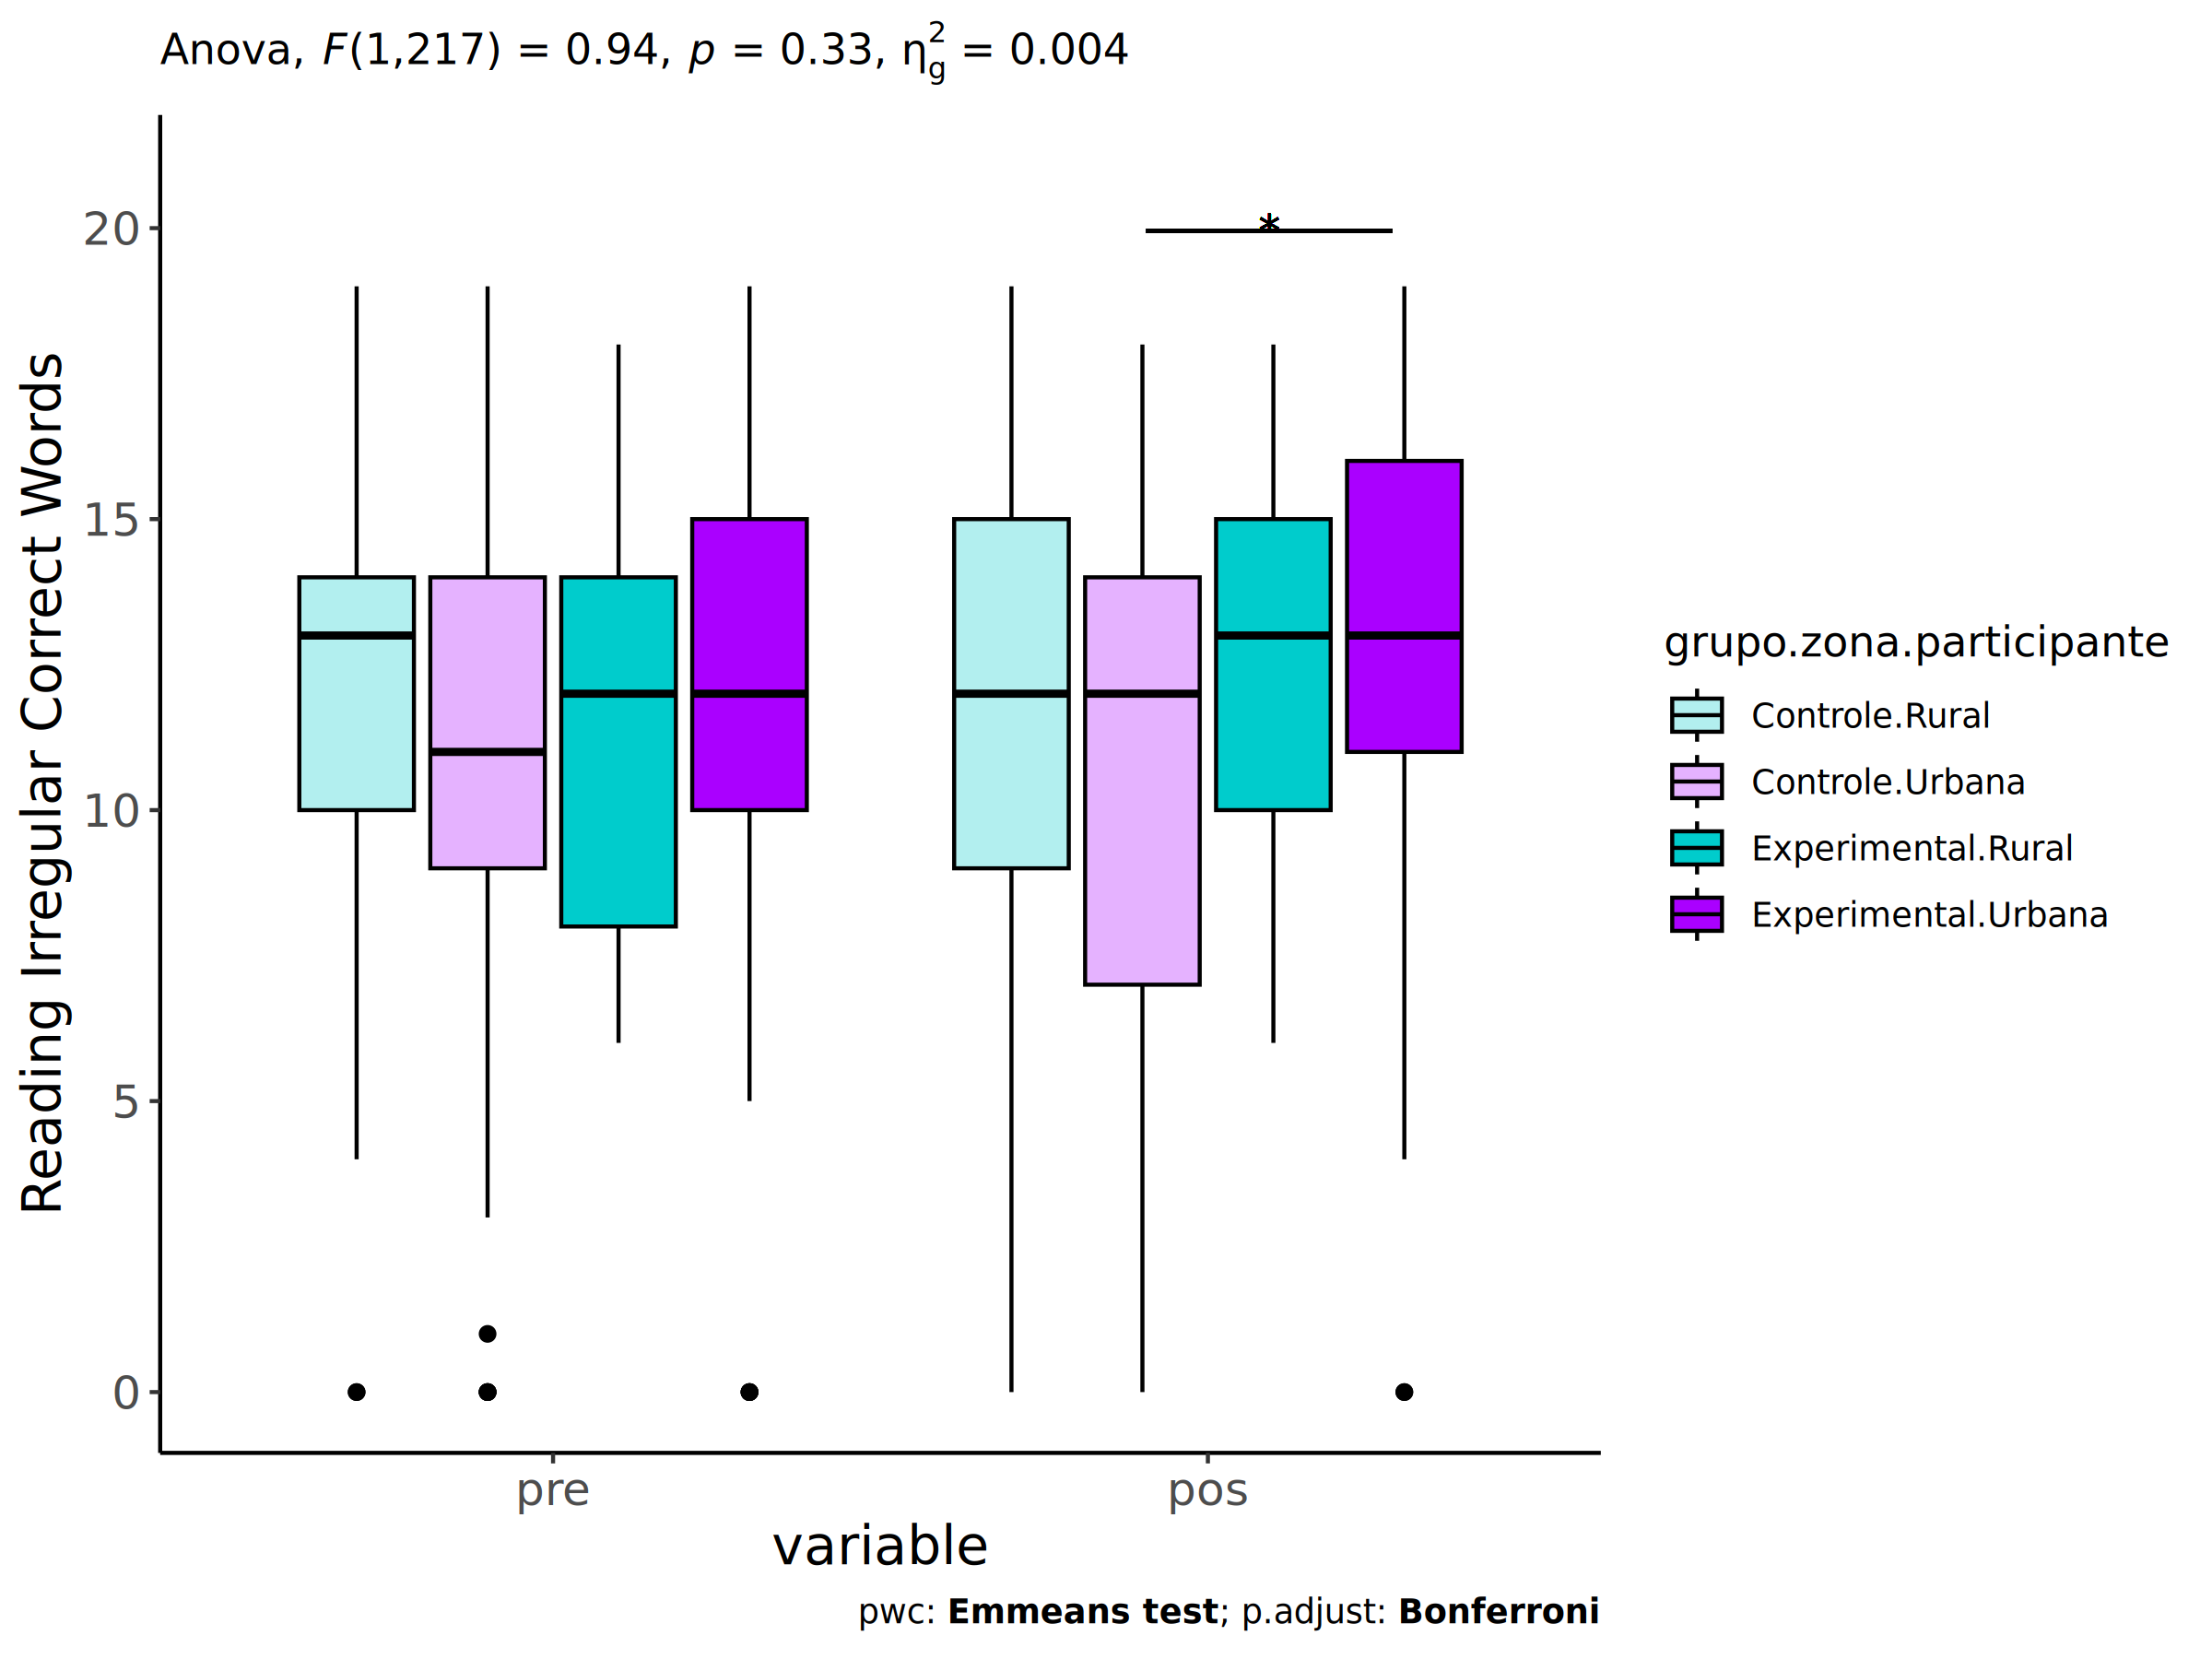 Anova, F(1,217) = 0.94, p = 0.33, η²g = 0.004
Reading Irregular Correct Words
20
15
10
5
0
*
pre
pos
variable
pwc: Emmeans test; p.adjust: Bonferroni
grupo.zona.participante
Controle.Rural
Controle.Urbana
Experimental.Rural
Experimental.Urbana